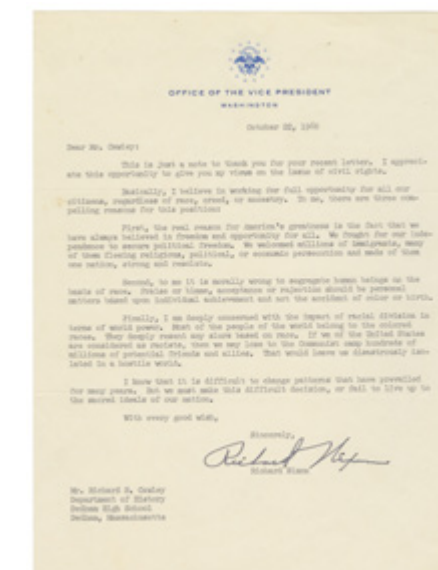 OFFICE OF THE VICE PRESIDENT
WASHINGTON
October 22, 1960
Dear Mr. Cowley:
This is just a note to thank you for your recent letter. I appreci-
ate this opportunity to give you my views on the issue of civil rights.
Basically, I believe in working for full opportunity for all our
citizens, regardless of race, creed, or ancestry. To me, there are three com-
pelling reasons for this position:
First, the real reason for America's greatness is the fact that we
have always believed in freedom and opportunity for all. We fought for our inde-
pendence to secure political freedom. We welcomed millions of immigrants, many
of them fleeing religious, political, or economic persecution and made of them
one nation, strong and resolute.
Second, to me it is morally wrong to segregate human beings on the
basis of race. Praise or blame, acceptance or rejection should be personal
matters based upon individual achievement and not the accident of color or birth.
Finally, I am deeply concerned with the impact of racial division in
terms of world power. Most of the people of the world belong to the colored
races. They deeply resent any slurs based on race. If we of the United States
are considered as racists, then we may lose to the Communist camp hundreds of
millions of potential friends and allies. That would leave us disastrously iso-
lated in a hostile world.
I know that it is difficult to change patterns that have prevailed
for many years. But we must make this difficult decision, or fail to live up to
the sacred ideals of our nation.
With every good wish,
Sincerely,
Richard Nixon
Richard Nixon
Mr. Richard
Department of History
Dedham High School
Dedham, Massachusetts